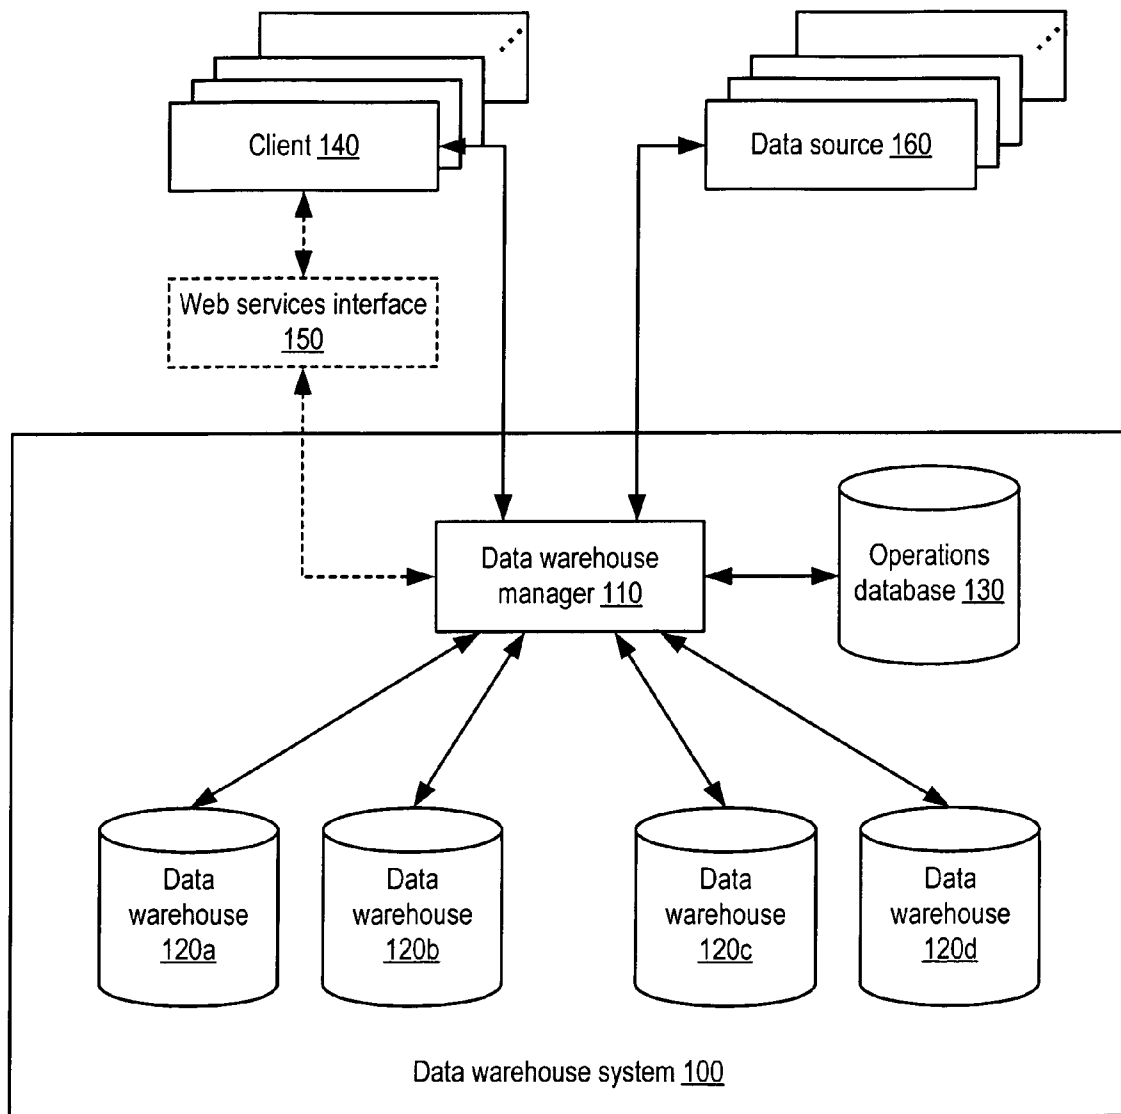 Client 140
Data source 160
Web services interface
150
Data warehouse
manager 110
Operations
database 130
Data
warehouse
120a
Data
warehouse
120b
Data
warehouse
120c
Data
warehouse
120d
Data warehouse system 100